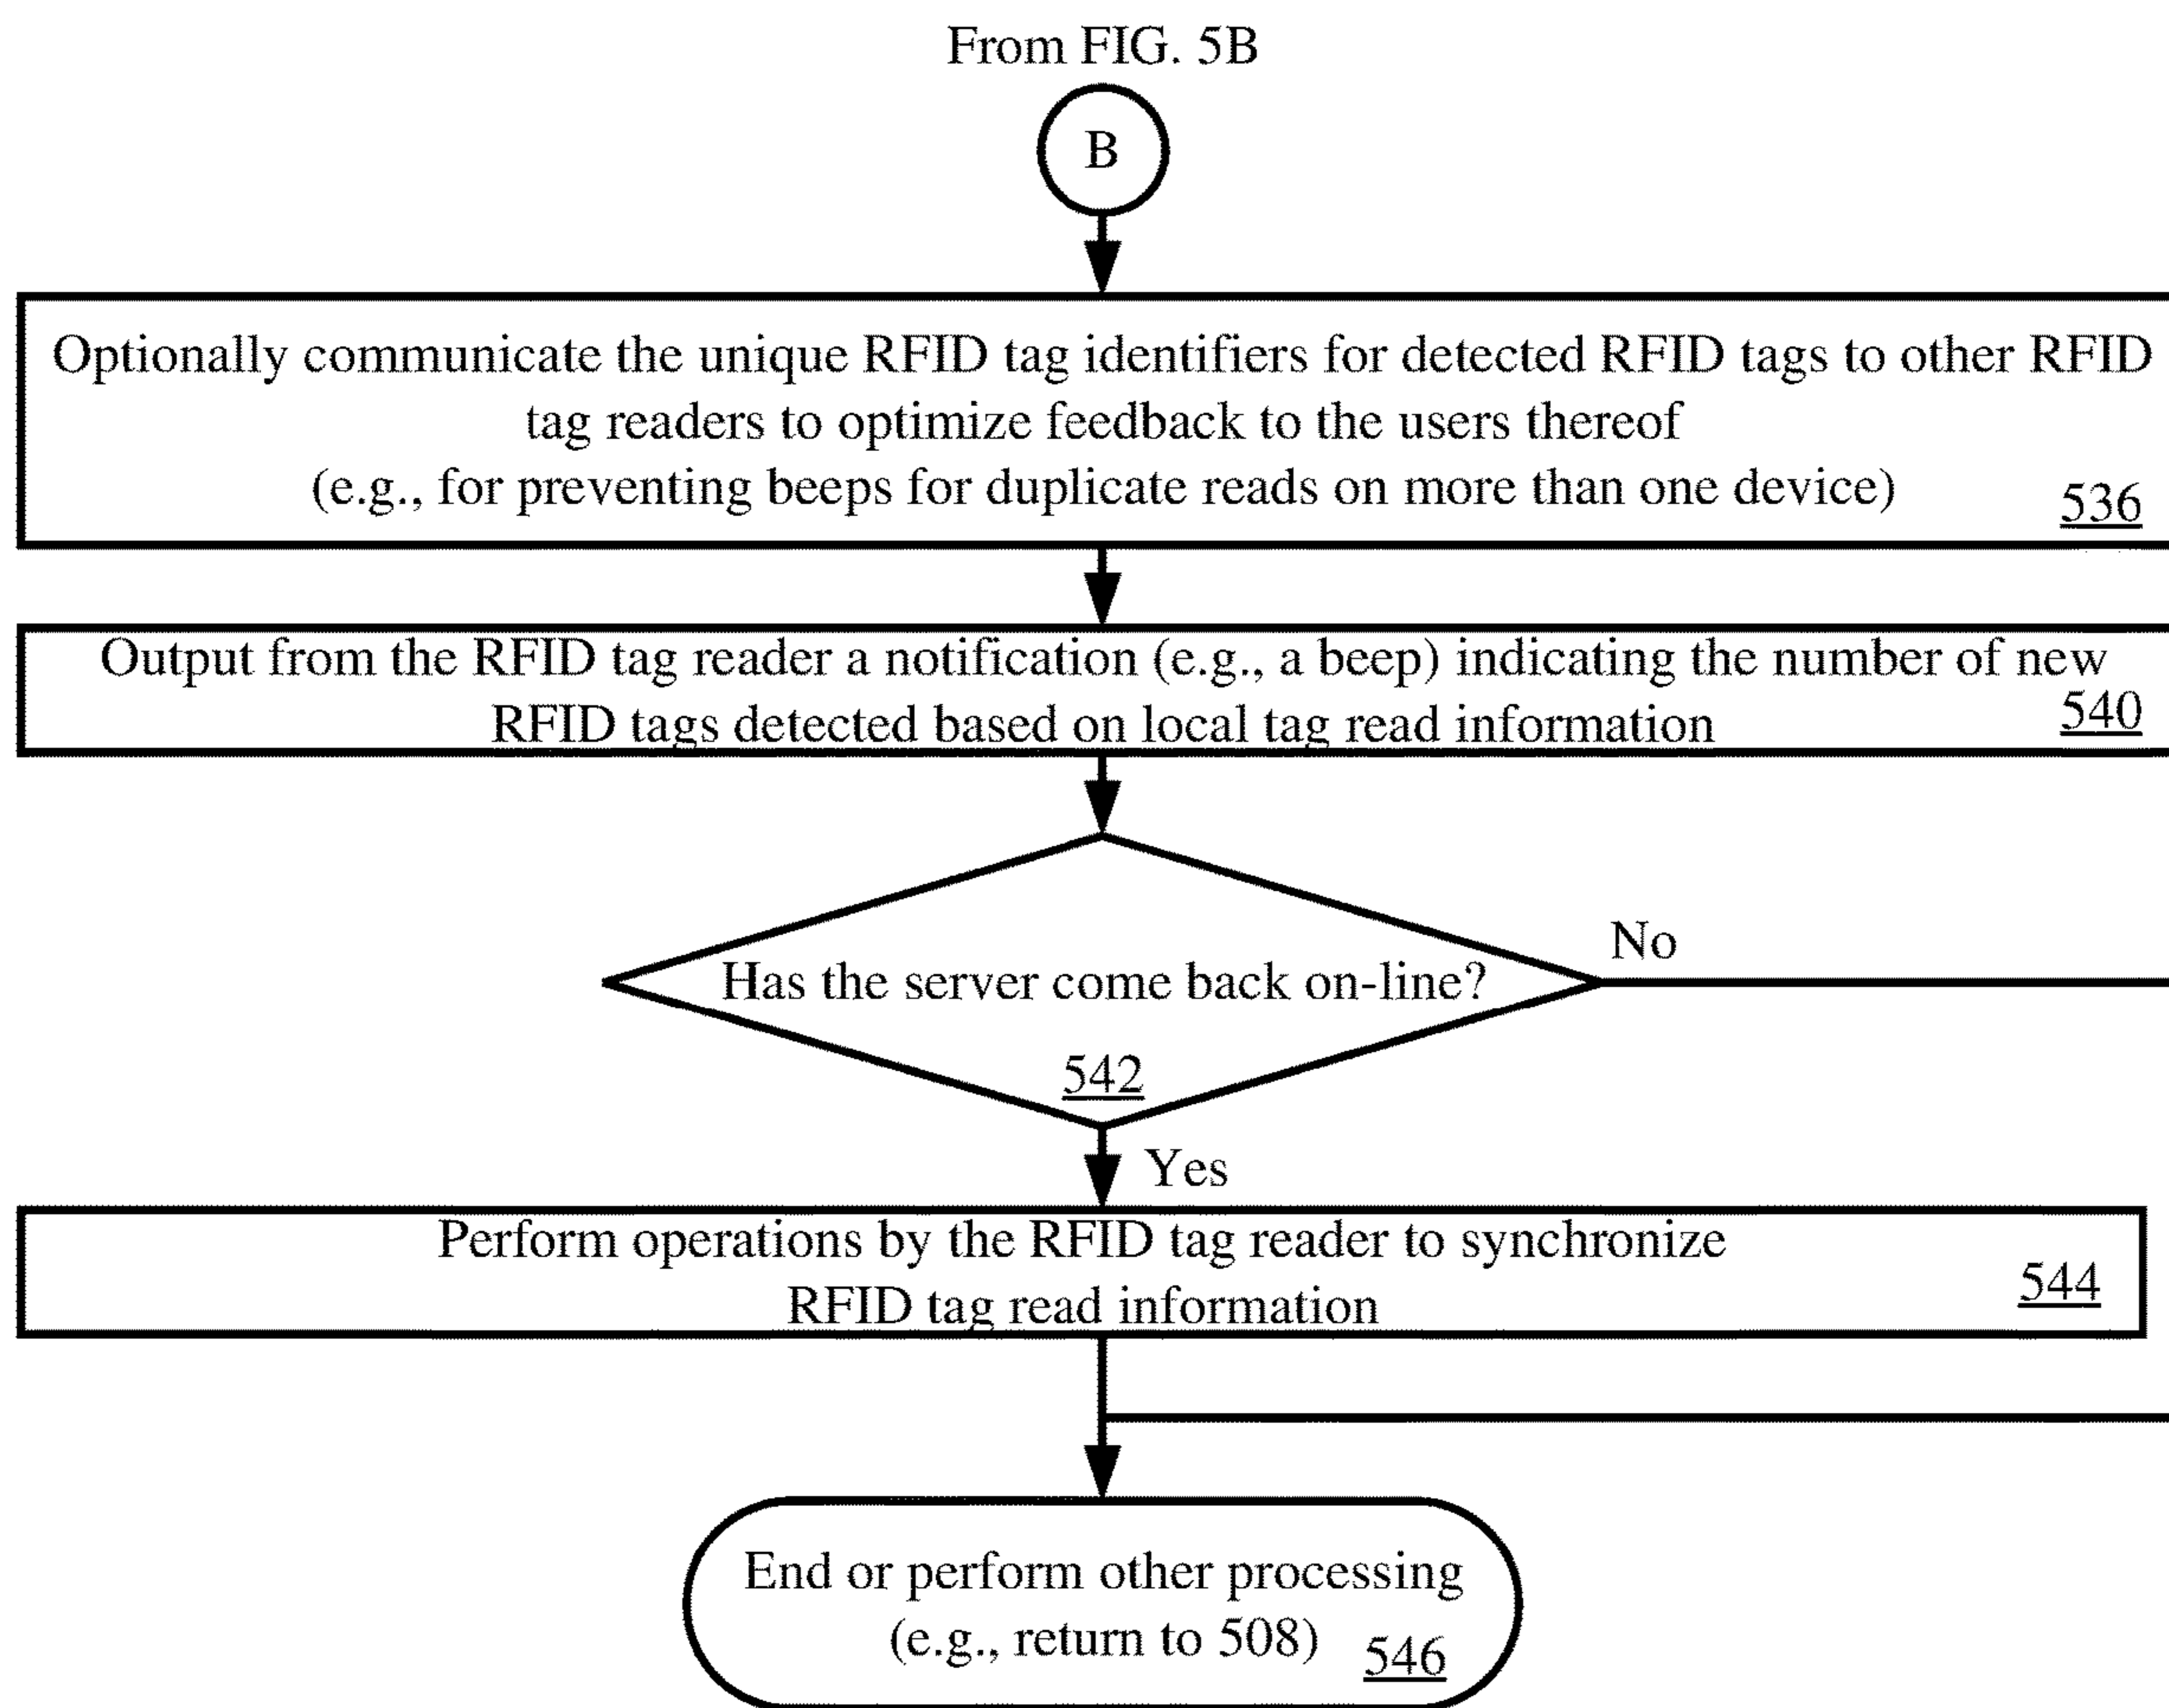 From FIG. 5B
B
Optionally communicate the unique RFID tag identifiers for detected RFID tags to other RFID
tag readers to optimize feedback to the users thereof
(e.g., for preventing beeps for duplicate reads on more than one device)
536
Output from the RFID tag reader a notification (e.g., a beep) indicating the number of new
RFID tags detected based on local tag read information
540
Has the server come back on-line?
No
542
Yes
Perform operations by the RFID tag reader to synchronize
RFID tag read information
544
End or perform other processing
(e.g., return to 508)
546